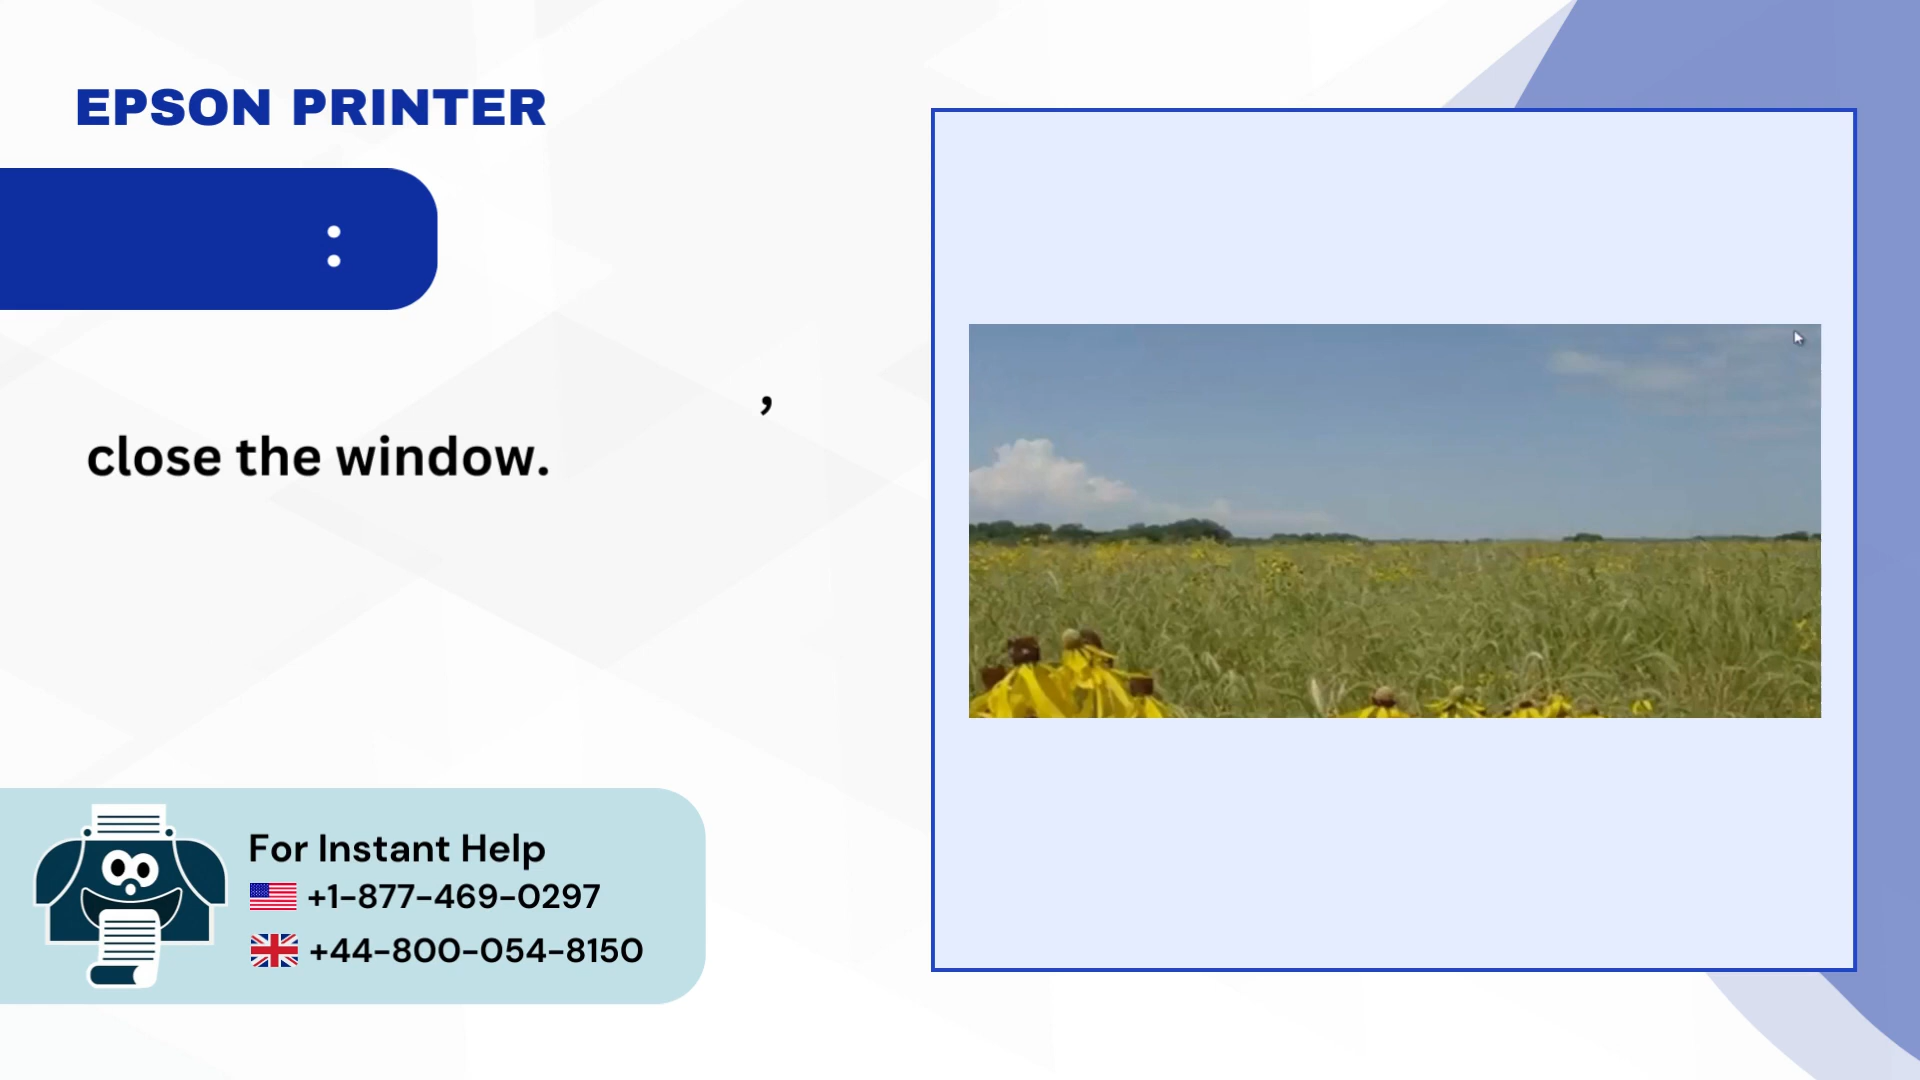 EPSON PRINTER
:
,
close the window.
For Instant Help
+1-877-469-0297
+44-800-054-8150